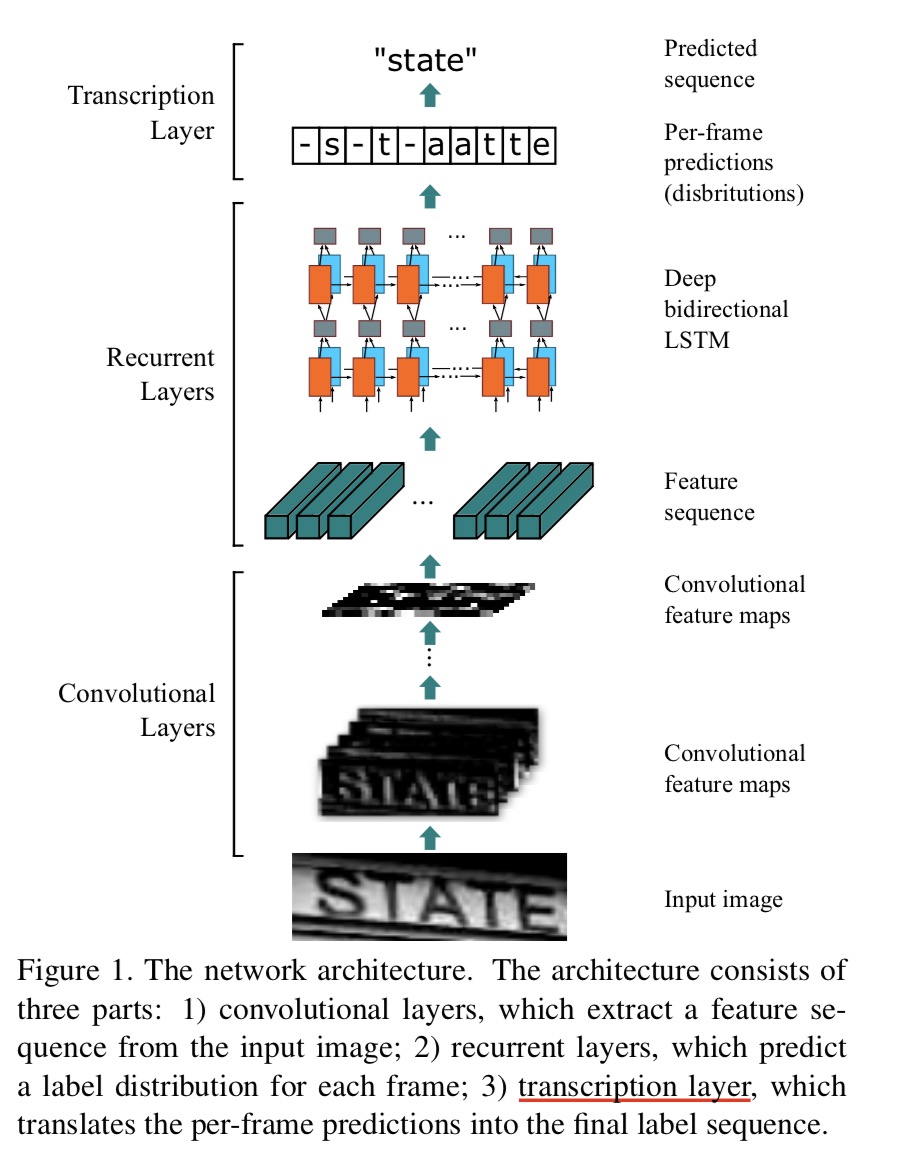 "state"
Predicted
sequence
Transcription
Layer
- s - t - a a t t e
Per-frame
predictions
(disbritutions)
...
Deep
bidirectional
LSTM
...
...
...
Recurrent
Layers
...
Feature
sequence
Convolutional
feature maps
Convolutional
Layers
STATE
Convolutional
feature maps
STATE
Input image
Figure 1. The network architecture. The architecture consists of
three parts: 1) convolutional layers, which extract a feature se-
quence from the input image; 2) recurrent layers, which predict
a label distribution for each frame; 3) transcription layer, which
translates the per-frame predictions into the final label sequence.